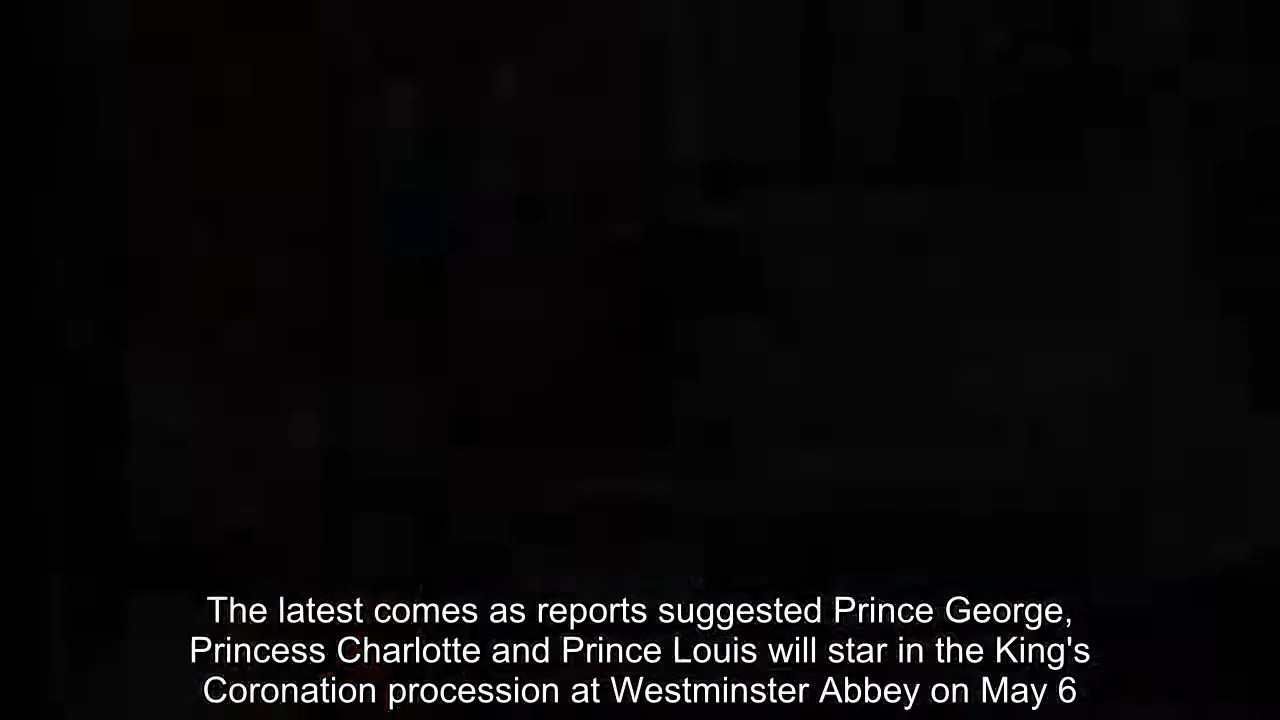 The latest comes as reports suggested Prince George,
Princess Charlotte and Prince Louis will star in the King's
Coronation procession at Westminster Abbey on May 6